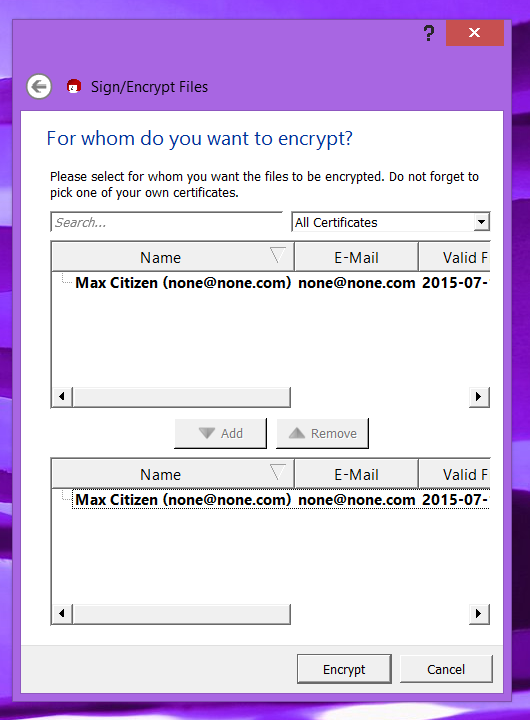 ?
Sign/Encrypt Files
For whom do you want to encrypt?
Please select for whom you want the files to be encrypted. Do not forget to
pick one of your own certificates.
Search... All Certificates
Name E-Mail Valid F
Max Citizen (none@none.com) none@none.com 2015-07-
Add Remove
Name E-Mail Valid F
Max Citizen (none@none.com) none@none.com 2015-07-
Encrypt Cancel